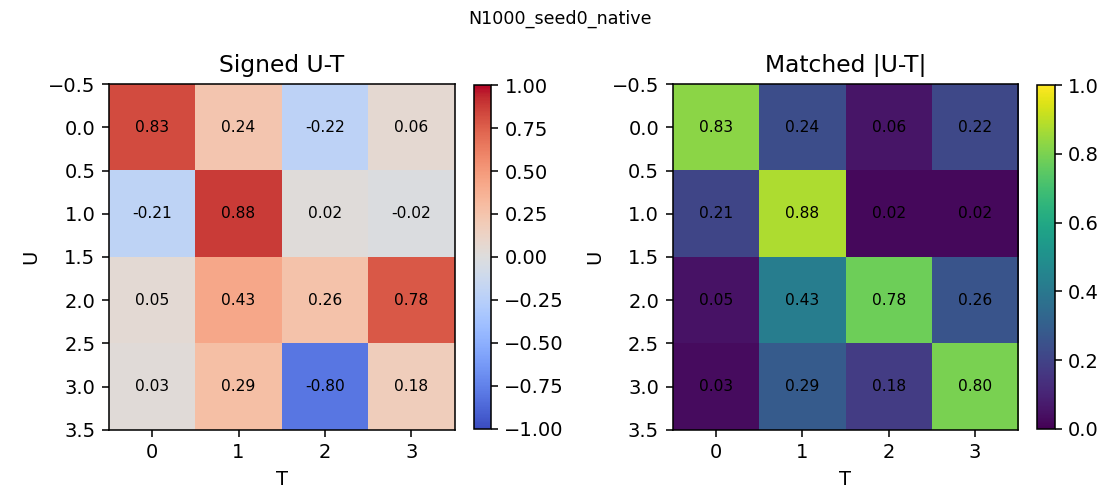 N1000_seed0_native
Signed U-T
Matched |U-T|
−0.5
0.0
0.5
1.0
1.5
2.0
2.5
3.0
3.5
U
0.83 0.24 -0.22 0.06
-0.21 0.88 0.02 -0.02
0.05 0.43 0.26 0.78
0.03 0.29 -0.80 0.18
0 1 2 3
T
1.00
0.75
0.50
0.25
0.00
−0.25
−0.50
−0.75
−1.00
−0.5
0.0
0.5
1.0
1.5
2.0
2.5
3.0
3.5
U
0.83 0.24 0.06 0.22
0.21 0.88 0.02 0.02
0.05 0.43 0.78 0.26
0.03 0.29 0.18 0.80
0 1 2 3
T
1.0
0.8
0.6
0.4
0.2
0.0